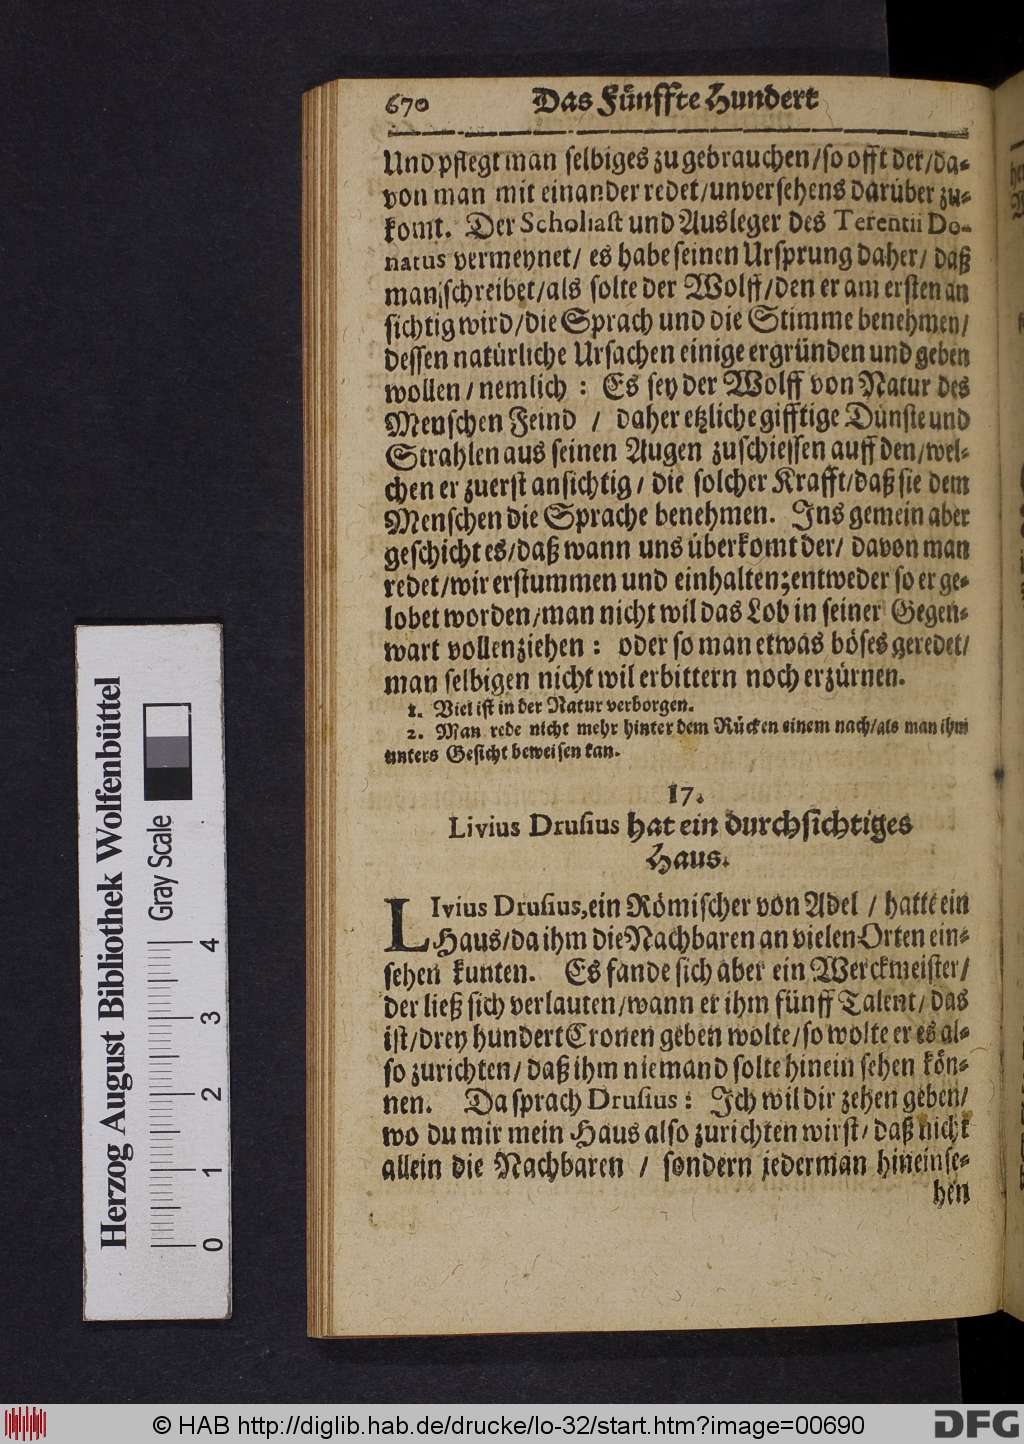 670 Das Fünffte Hundert
Und pflegt man selbiges zu gebrauchen/ so offt der/ da-
von man mit einander redet/ unversehens darüber zu-
komt. Der Scholiast und Ausleger des Terentii Do-
natus vermeynet/ es habe seinen Ursprung daher/ daß
man schreibet/ als solte der Wolff/ den er am ersten an
sichtig wird/ die Sprach und die Stimme benehmen/
dessen natürliche Ursachen einige ergründen und geben
wollen/ nemlich: Es sey der Wolff von Natur des
Menschen Feind / daher etzliche gifftige Dünste und
Strahlen aus seinen Augen zuschiessen auff den/ wel-
chen er zuerst ansichtig/ die solcher Krafft/ daß sie dem
Menschen die Sprache benehmen. Ins gemein aber
geschicht es/ daß wann uns überkomt der/ davon man
redet/ wir erstummen und einhalten; entweder so er ge-
lobet worden/ man nicht wil das Lob in seiner Gegen-
wart vollenziehen: oder so man etwas böses geredet/
man selbigen nicht wil erbittern noch erzürnen.
1. Viel ist in der Natur verborgen.
2. Man rede nicht mehr hinter dem Rücken einem nach/ als man ihm
unters Gesicht beweisen kan.
17.
Livius Drusius hat ein durchsichtiges
Haus.
LIvius Drusius, ein Römischer von Adel / hatte ein
Haus/ da ihm die Nachbaren an vielen Orten ein-
sehen kunten. Es fande sich aber ein Werckmeister/
der ließ sich verlauten/ wann er ihm fünff Talent/ das
ist/ drey hundert Cronen geben wolte/ so wolte er es al-
so zurichten/ daß ihm niemand solte hinein sehen kön-
nen. Da sprach Drusius: Ich wil dir zehen geben/
wo du mir mein Haus also zurichten wirst/ daß nicht
allein die Nachbaren / sondern jederman hineinse-
hen
Herzog August Bibliothek Wolfenbüttel
Gray Scale
0 1 2 3 4
© HAB http://diglib.hab.de/drucke/lo-32/start.htm?image=00690
DFG